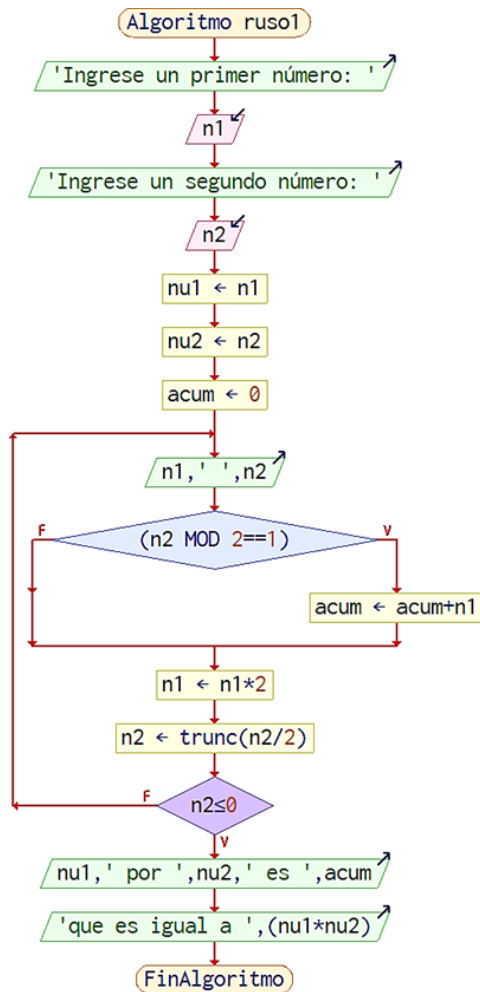 Algoritmo ruso1
'Ingrese un primer número: '
n1
'Ingrese un segundo número: '
n2
nu1 ← n1
nu2 ← n2
acum ← 0
n1,' ',n2
F
(n2 MOD 2==1)
V
acum ← acum+n1
n1 ← n1*2
n2 ← trunc(n2/2)
F
n2≤0
V
nu1,' por ',nu2,' es ',acum
'que es igual a ',(nu1*nu2)
FinAlgoritmo